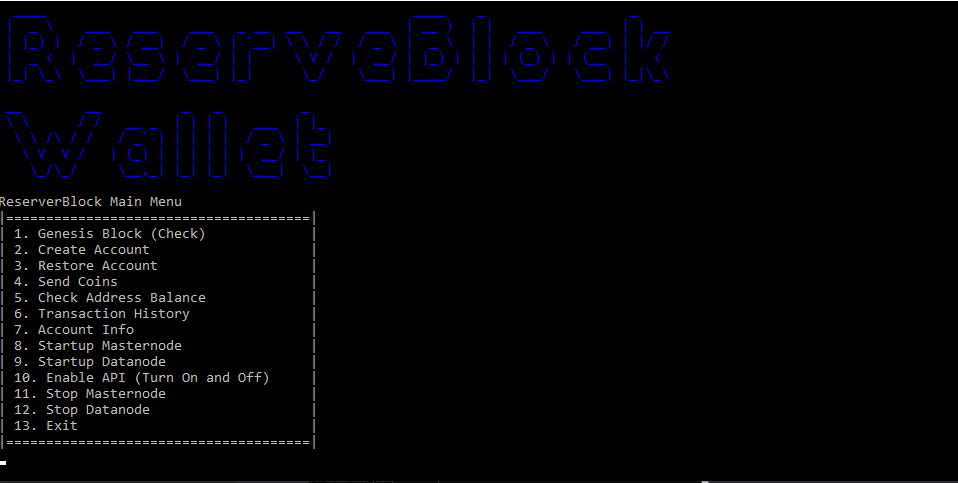 ReserveBlock
Wallet
ReserverBlock Main Menu
|======================================|
| 1. Genesis Block (Check) |
| 2. Create Account |
| 3. Restore Account |
| 4. Send Coins |
| 5. Check Address Balance |
| 6. Transaction History |
| 7. Account Info |
| 8. Startup Masternode |
| 9. Startup Datanode |
| 10. Enable API (Turn On and Off) |
| 11. Stop Masternode |
| 12. Stop Datanode |
| 13. Exit |
|======================================|